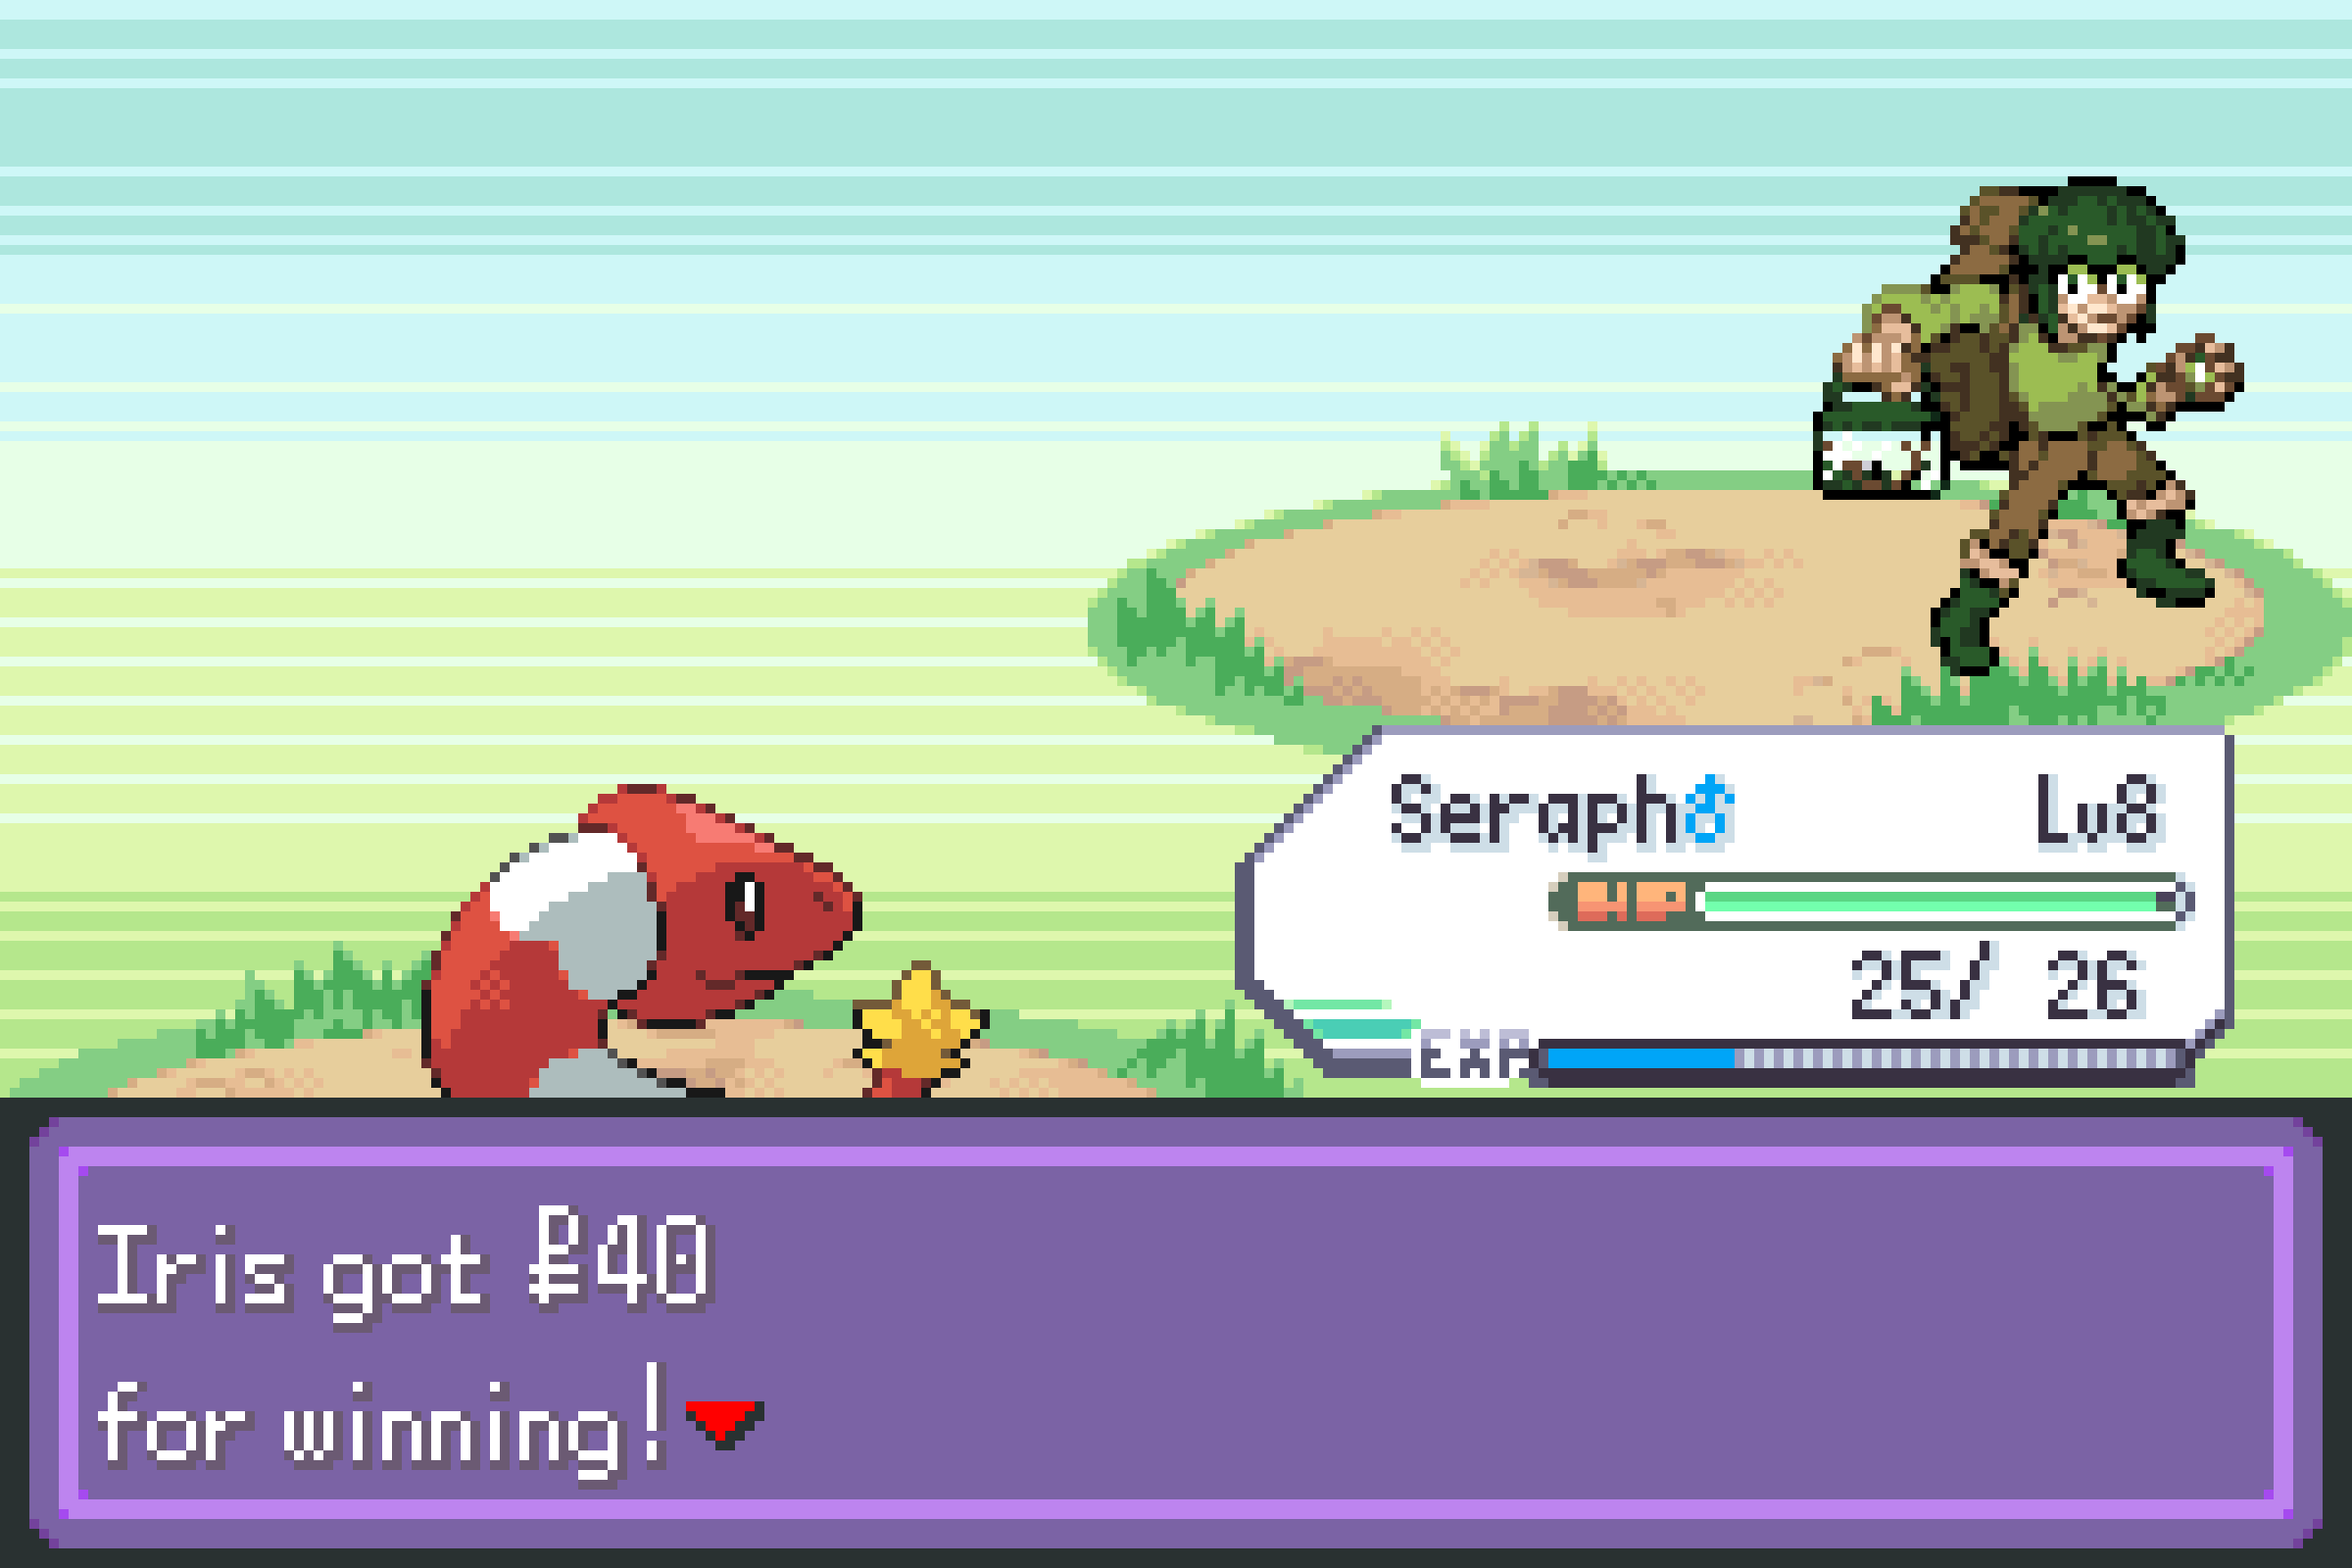 Seraph♂ Lv8
HP
25/ 26
EXP
Iris got ₽40
for winning!